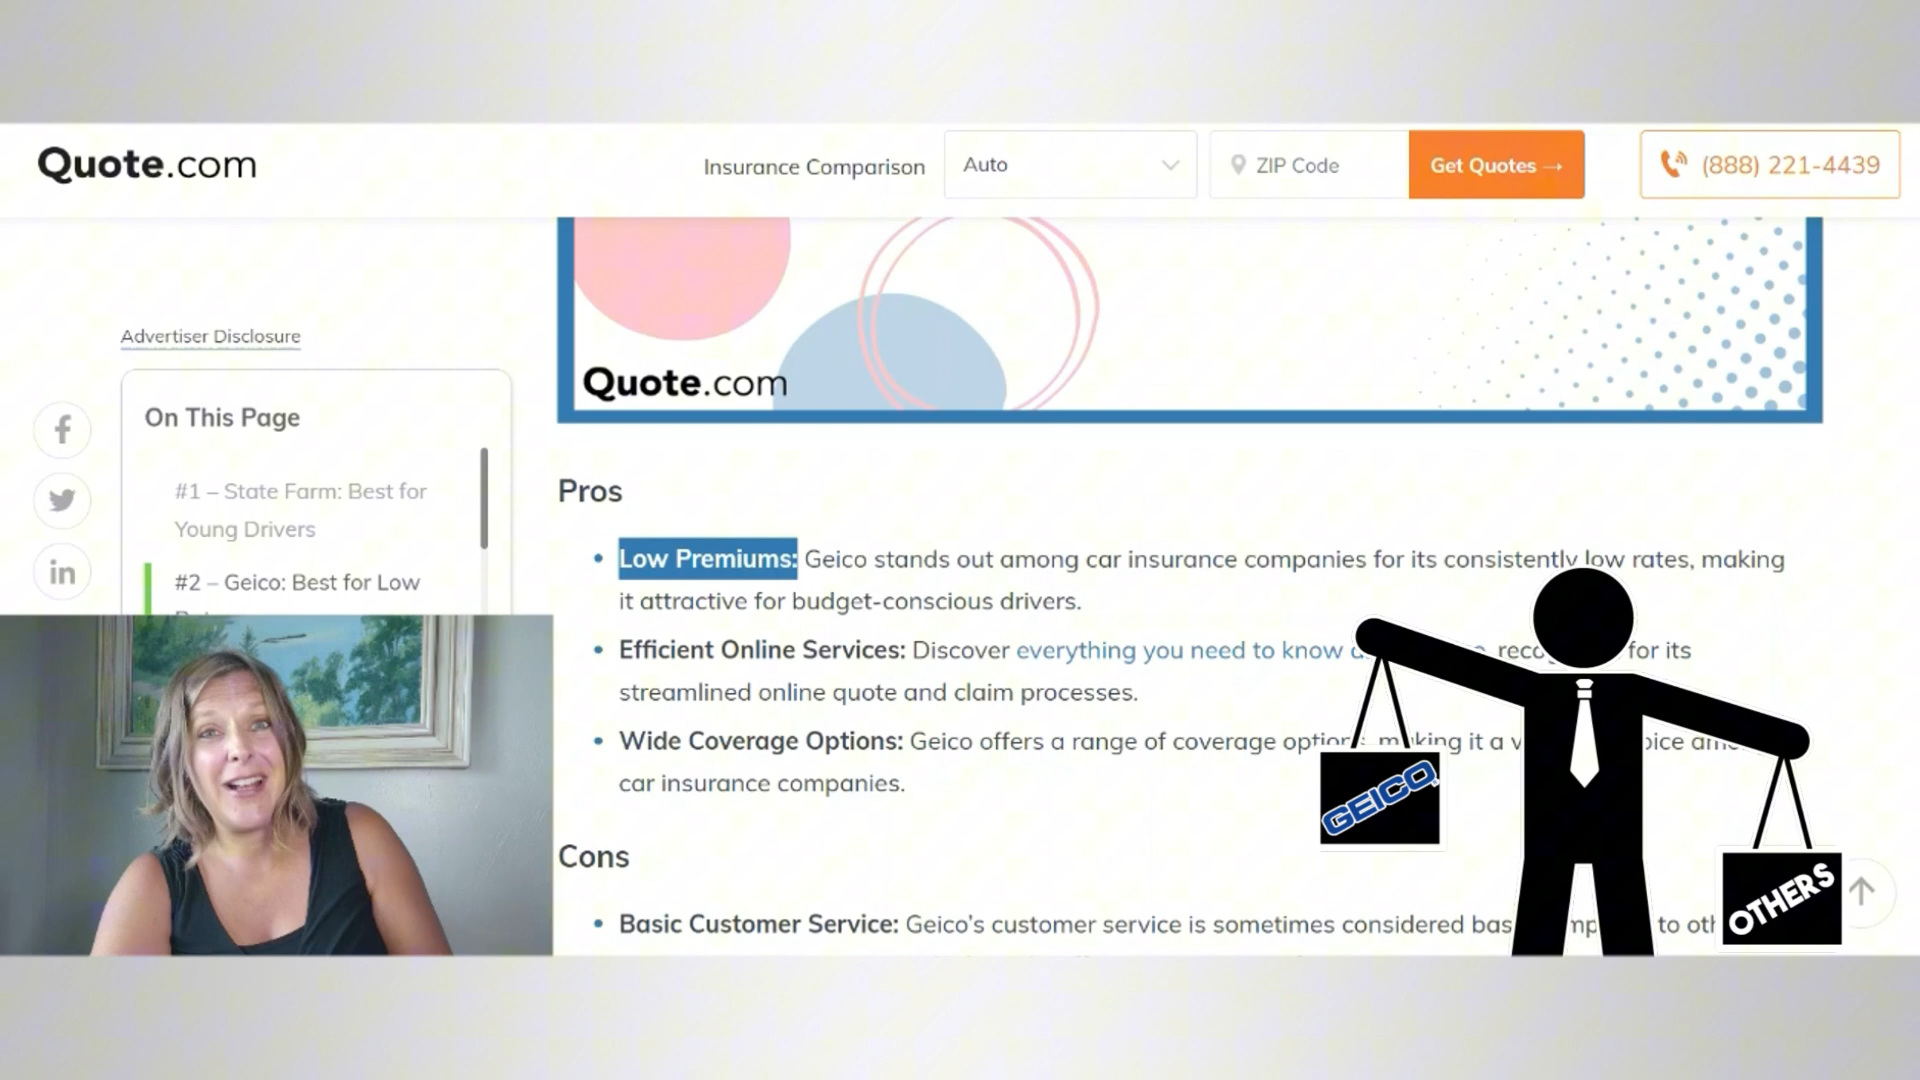 Quote.com
Insurance Comparison
Auto
ZIP Code
Get Quotes →
(888) 221-4439
Advertiser Disclosure
On This Page
#1 – State Farm: Best for
Young Drivers
#2 – Geico: Best for Low
Quote.com
Pros
Low Premiums: Geico stands out among car insurance companies for its consistently low rates, making
it attractive for budget-conscious drivers.
Efficient Online Services: Discover everything you need to know for its
streamlined online quote and claim processes.
Wide Coverage Options: Geico offers a range of coverage options, making it a
car insurance companies.
Cons
Basic Customer Service: Geico's customer service is sometimes considered to
GEICO
OTHERS